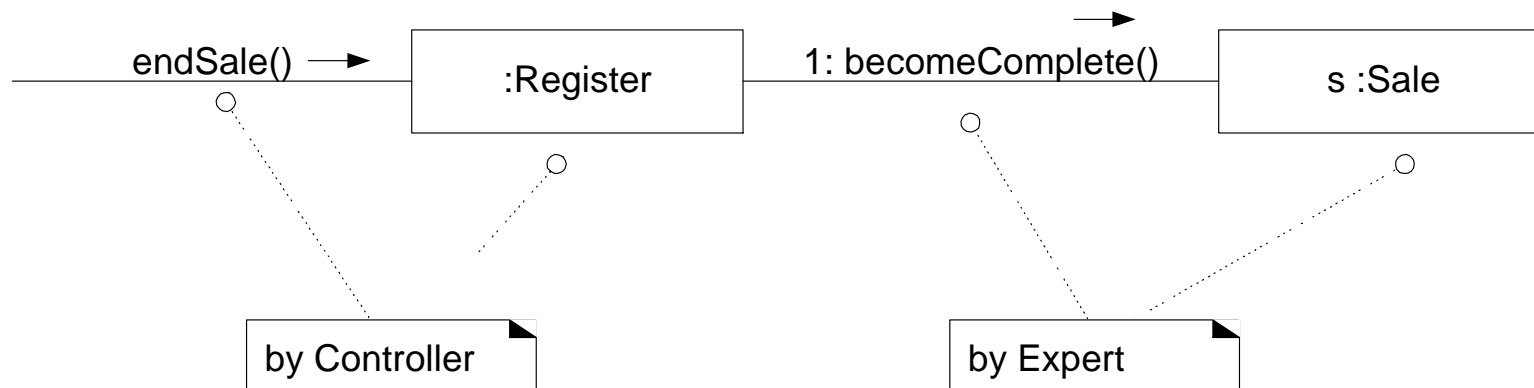 endSale()
:Register
1: becomeComplete()
s :Sale
by Controller
by Expert